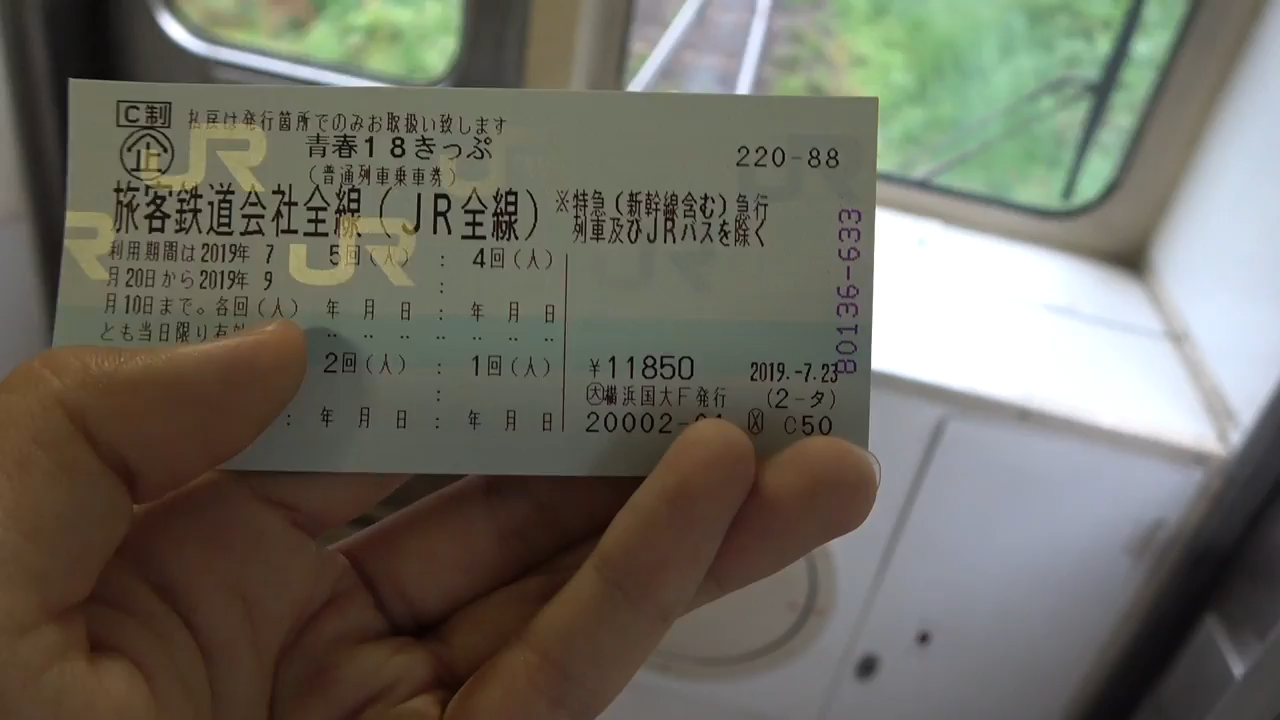 C制 払戻は発行箇所でのみお取扱い致します
企 青春18きっぷ
220-88
(普通列車乗車券)
旅客鉄道会社全線(JR全線)
※特急(新幹線含む)急行
列車及びJRバスを除く
利用期間は2019年 7
月20日から2019年 9
月10日まで。各回(人)
とも当日限り有効
5回(人) : 4回(人)
:
年 月 日 : 年 月 日
2回(人) : 1回(人)
:
: 年 月 日 : 年 月 日
¥11850 2019.-7.23
大 横浜国大F発行 (2-タ)
20002- X C50
80136-633
JR
JR
JR